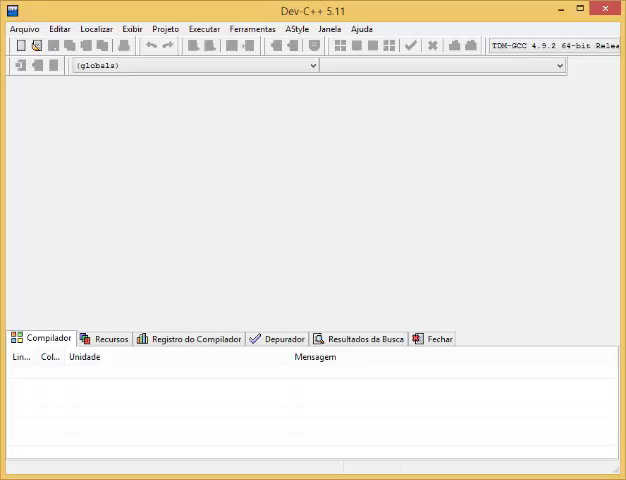 Dev-C++ 5.11
Arquivo Editar Localizar Exibir Projeto Executar Ferramentas AStyle Janela Ajuda
TDM-GCC 4.9.2 64-bit Relea
(globals)
Compilador Recursos Registro do Compilador Depurador Resultados da Busca Fechar
Lin... Col... Unidade Mensagem